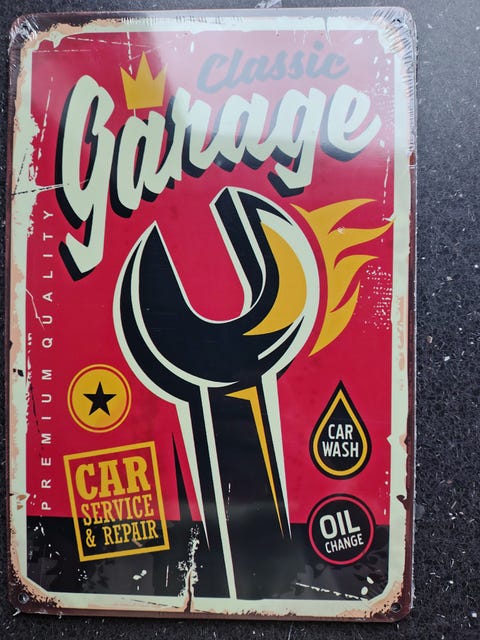 Classic
Garage
PREMIUM QUALITY
CAR
SERVICE
& REPAIR
CAR
WASH
OIL
CHANGE